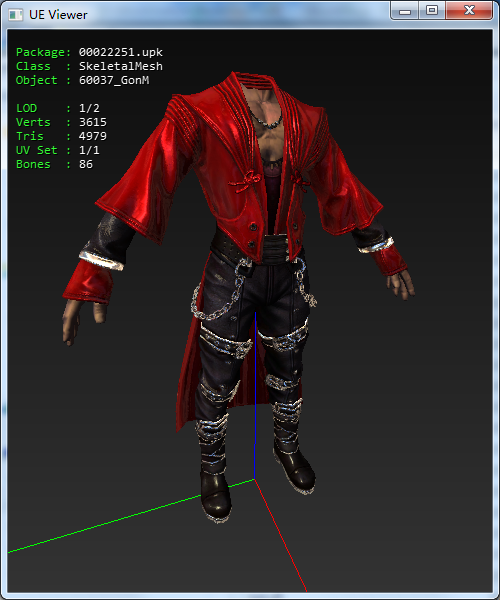 UE Viewer
Package: 00022251.upk
Class : SkeletalMesh
Object : 60037_GonM
LOD : 1/2
Verts : 3615
Tris : 4979
UV Set : 1/1
Bones : 86